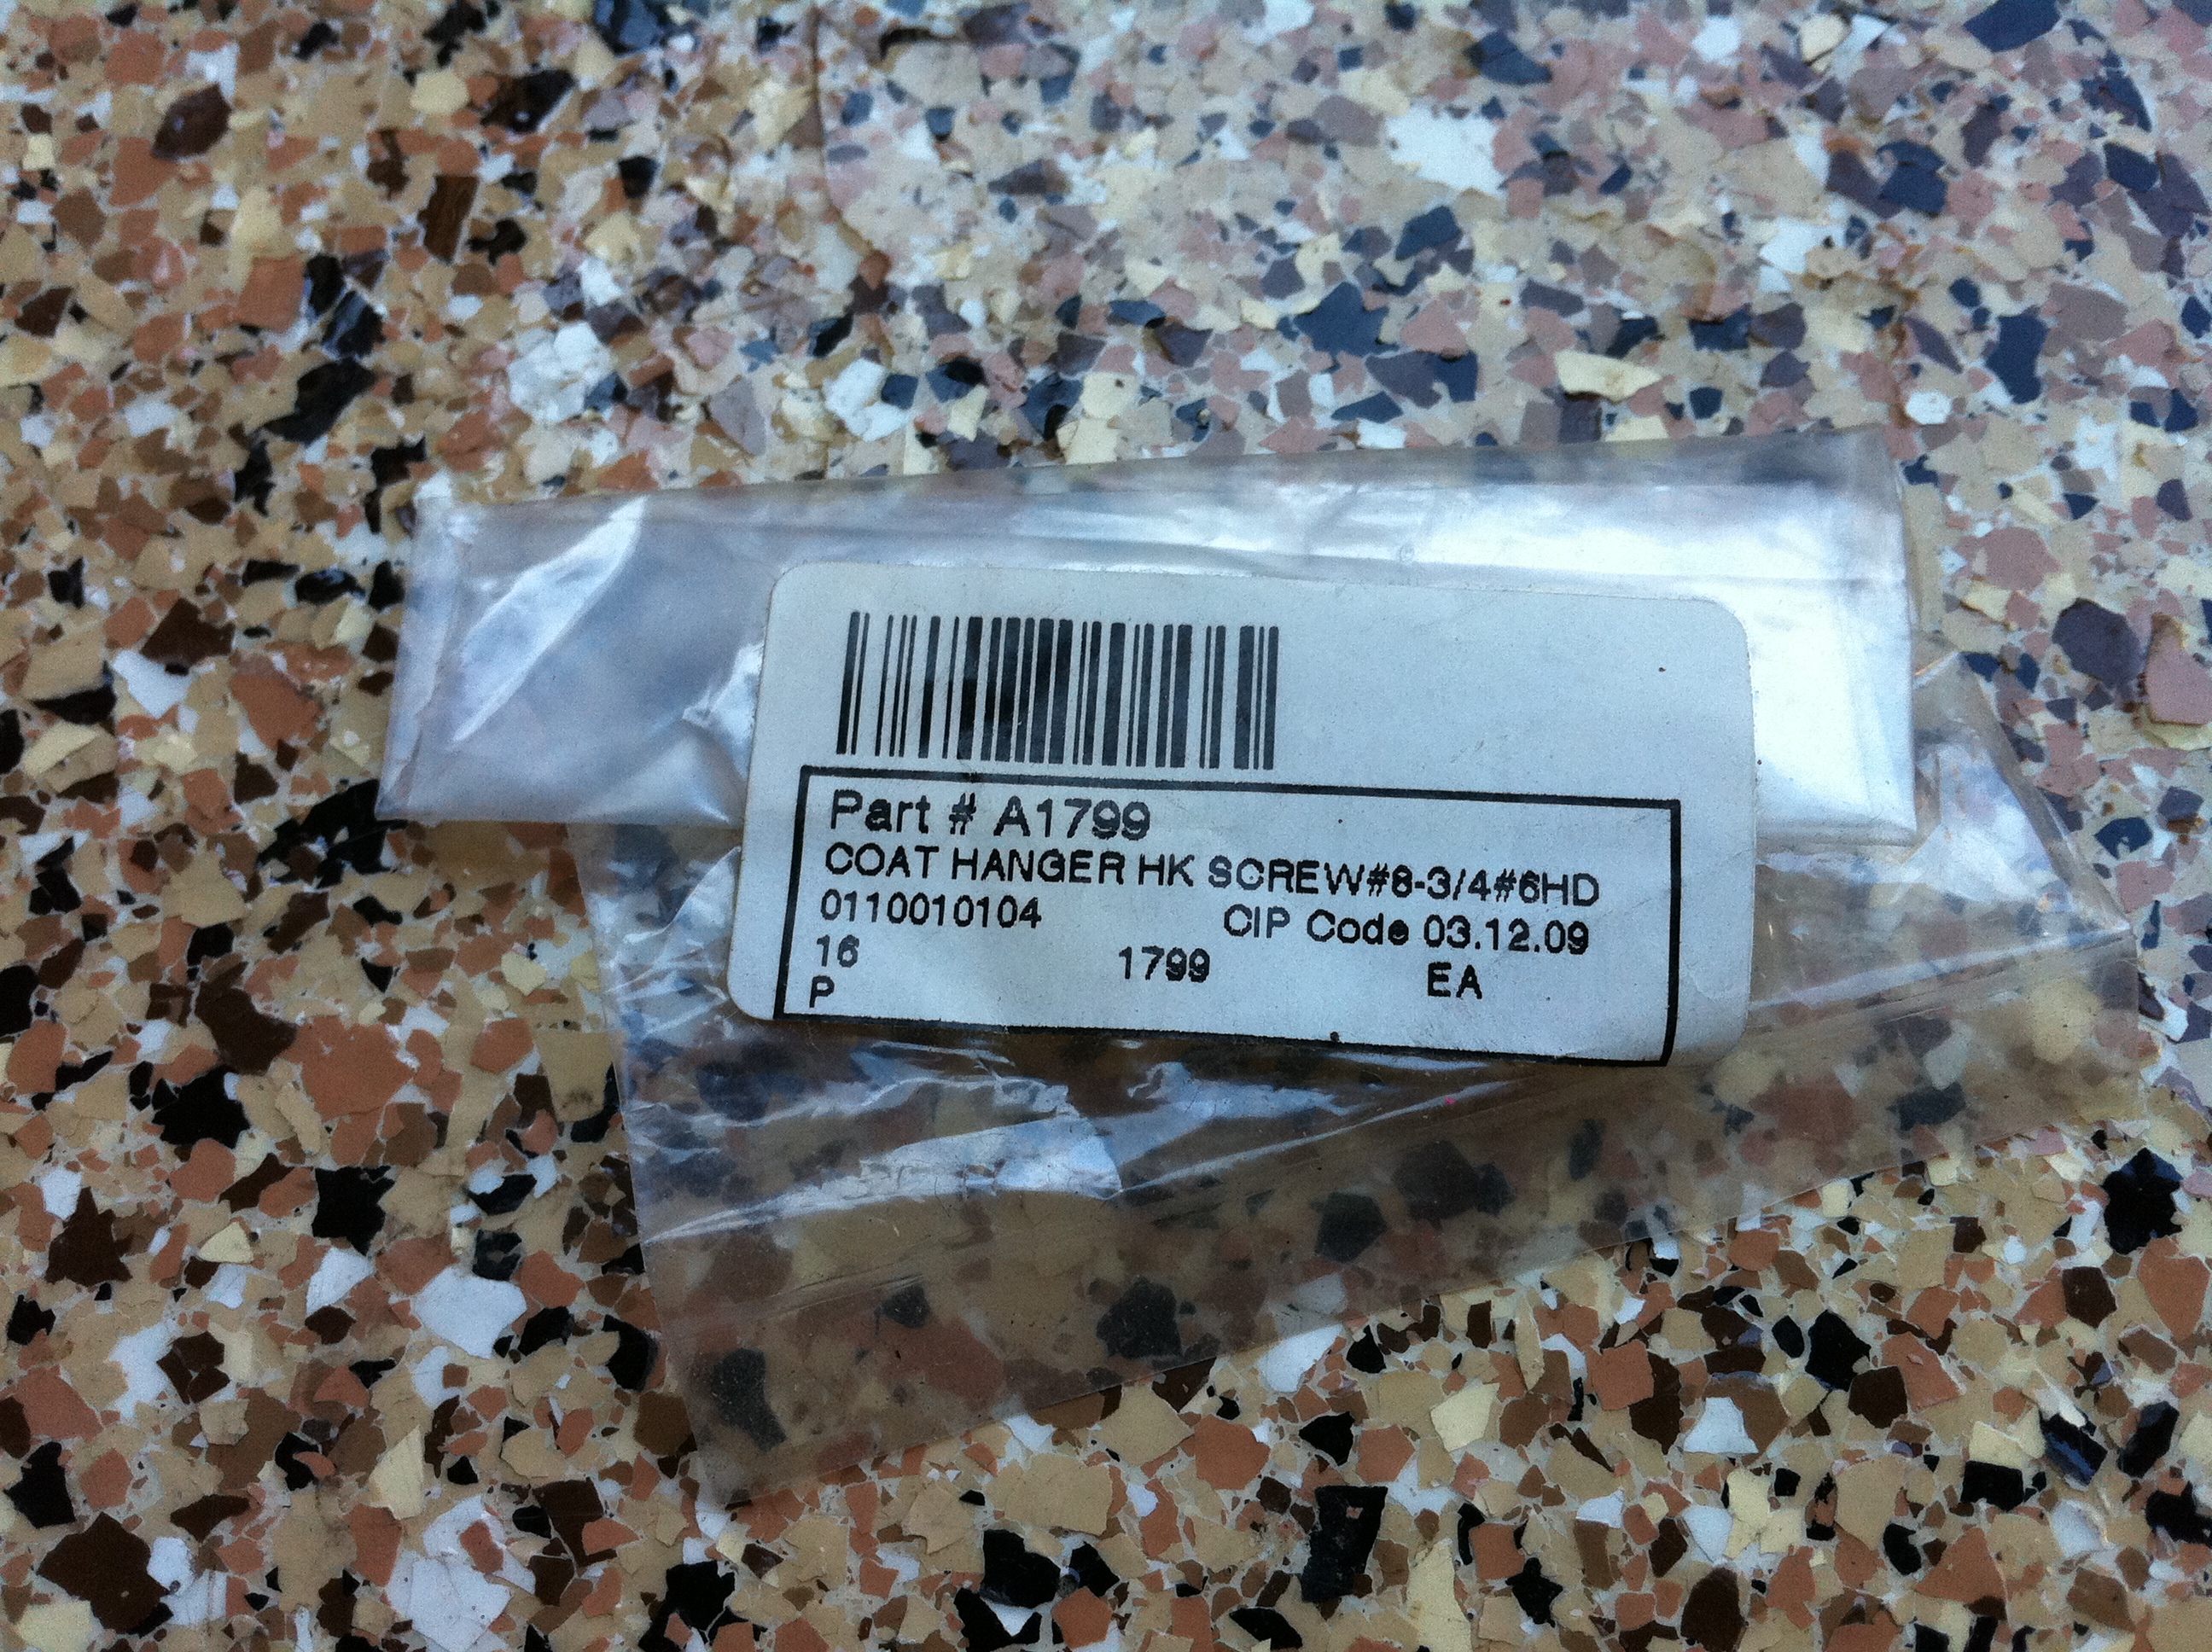 Part # A1799
COAT HANGER HK SCREW#8-3/4#6HD
0110010104 CIP Code 03.12.09
16 1799 EA
P